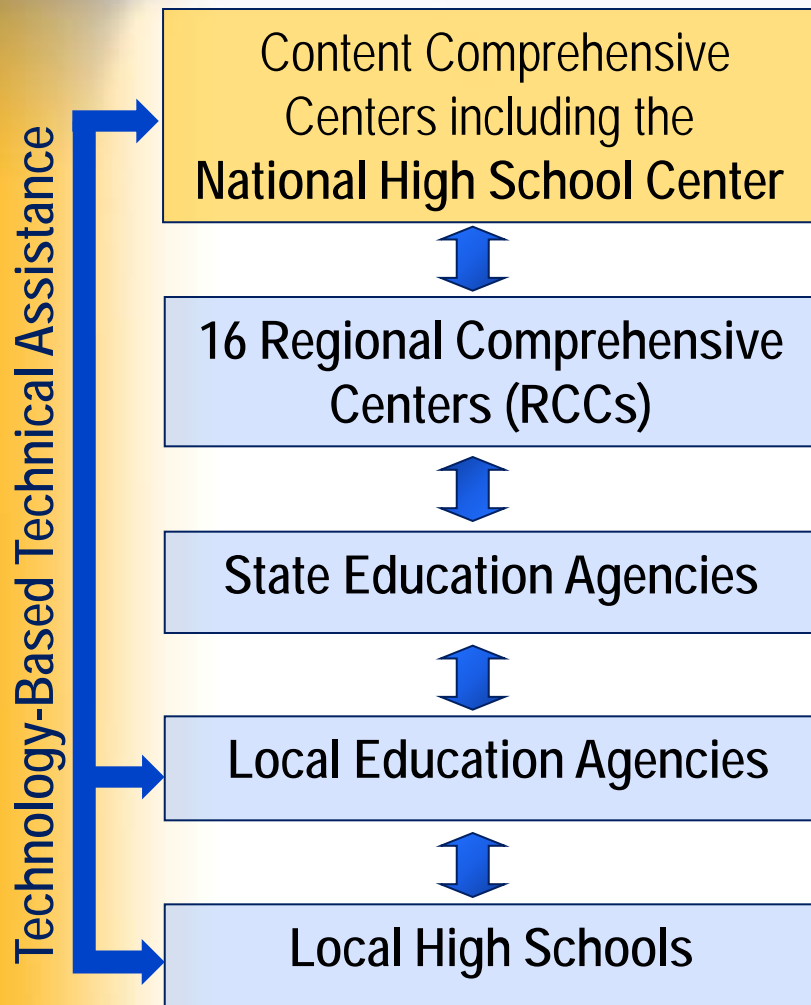 Technology-Based Technical Assistance
Content Comprehensive
Centers including the
National High School Center
16 Regional Comprehensive
Centers (RCCs)
State Education Agencies
Local Education Agencies
Local High Schools